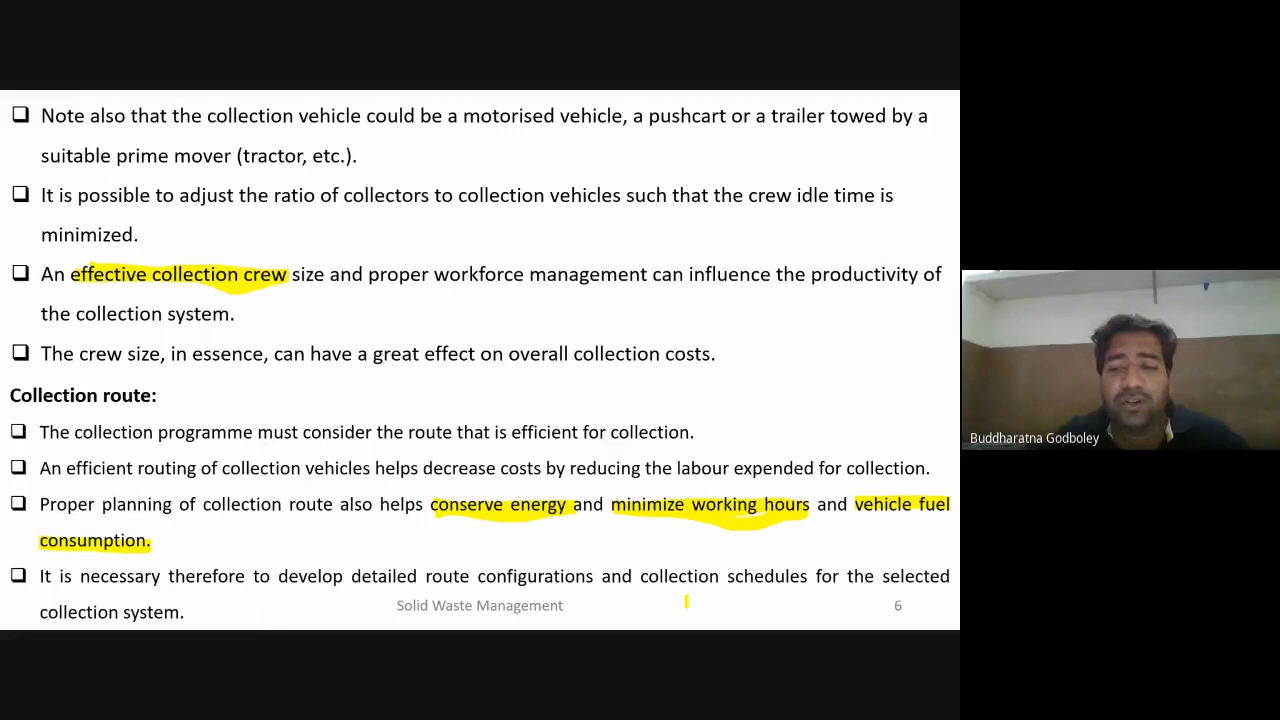 Note also that the collection vehicle could be a motorised vehicle, a pushcart or a trailer towed by a
suitable prime mover (tractor, etc.).
It is possible to adjust the ratio of collectors to collection vehicles such that the crew idle time is
minimized.
An effective collection crew size and proper workforce management can influence the productivity of
the collection system.
The crew size, in essence, can have a great effect on overall collection costs.
Collection route:
The collection programme must consider the route that is efficient for collection.
An efficient routing of collection vehicles helps decrease costs by reducing the labour expended for collection.
Proper planning of collection route also helps conserve energy and minimize working hours and vehicle fuel
consumption.
It is necessary therefore to develop detailed route configurations and collection schedules for the selected
collection system.
Solid Waste Management 6
Buddharatna Godboley